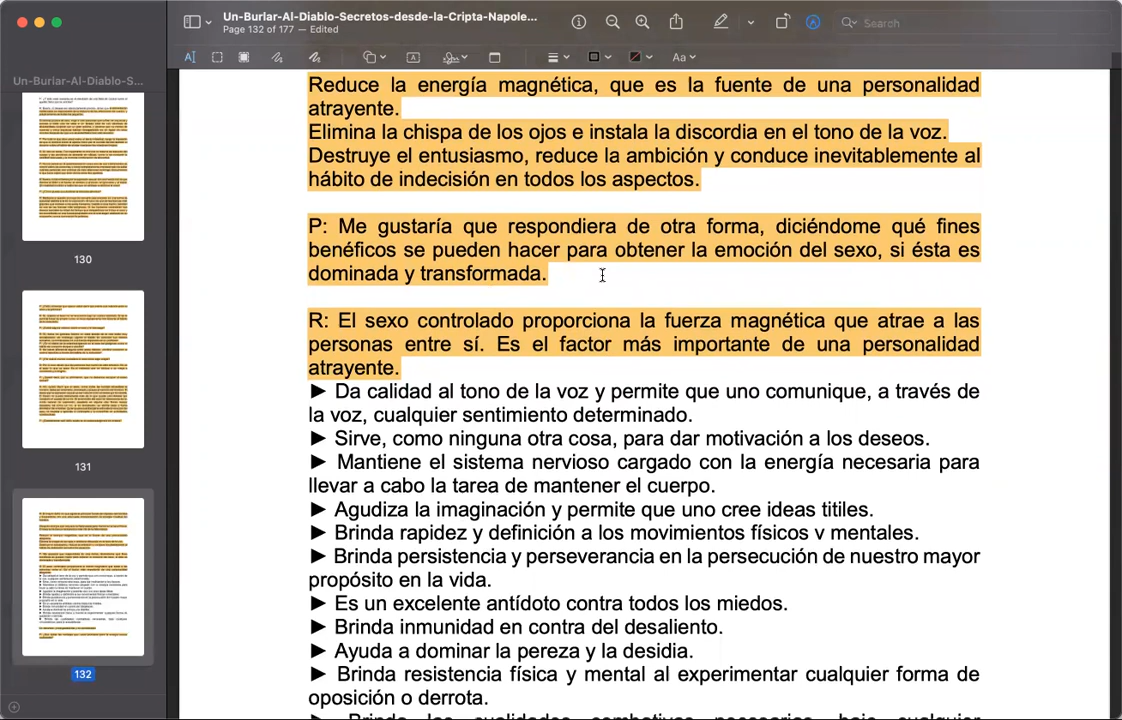 Un-Burlar-Al-Diablo-Secretos-desde-la-Cripta-Napole...
Page 132 of 177 — Edited
Search
Aa
Un-Burlar-Al-Diablo-S...
130
131
132
Reduce la energía magnética, que es la fuente de una personalidad
atrayente.
Elimina la chispa de los ojos e instala la discordia en el tono de la voz.
Destruye el entusiasmo, reduce la ambición y conduce inevitablemente al
hábito de indecisión en todos los aspectos.
P: Me gustaría que respondiera de otra forma, diciéndome qué fines
benéficos se pueden hacer para obtener la emoción del sexo, si ésta es
dominada y transformada.
R: El sexo controlado proporciona la fuerza magnética que atrae a las
personas entre sí. Es el factor más importante de una personalidad
atrayente.
► Da calidad al tono de la voz y permite que uno comunique, a través de
la voz, cualquier sentimiento determinado.
► Sirve, como ninguna otra cosa, para dar motivación a los deseos.
► Mantiene el sistema nervioso cargado con la energía necesaria para
llevar a cabo la tarea de mantener el cuerpo.
► Agudiza la imaginación y permite que uno cree ideas titiles.
► Brinda rapidez y definición a los movimientos físicos v mentales.
► Brinda persistencia y perseverancia en la persecución de nuestro mayor
propósito en la vida.
► Es un excelente antídoto contra todos los miedos.
► Brinda inmunidad en contra del desaliento.
► Ayuda a dominar la pereza y la desidia.
► Brinda resistencia física y mental al experimentar cualquier forma de
oposición o derrota.
► Brinda las cualidades combativas necesarias bajo cualquier